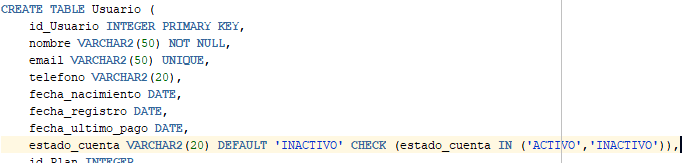 CREATE TABLE Usuario (
id_Usuario INTEGER PRIMARY KEY,
nombre VARCHAR2(50) NOT NULL,
email VARCHAR2(50) UNIQUE,
telefono VARCHAR2(20),
fecha_nacimiento DATE,
fecha_registro DATE,
fecha_ultimo_pago DATE,
estado_cuenta VARCHAR2(20) DEFAULT 'INACTIVO' CHECK (estado_cuenta IN ('ACTIVO','INACTIVO')),
id_Plan INTEGER